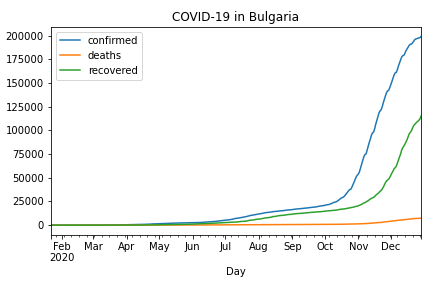 COVID-19 in Bulgaria
confirmed
deaths
recovered
200000
175000
150000
125000
100000
75000
50000
25000
0
Feb Mar Apr May Jun Jul Aug Sep Oct Nov Dec
2020
Day